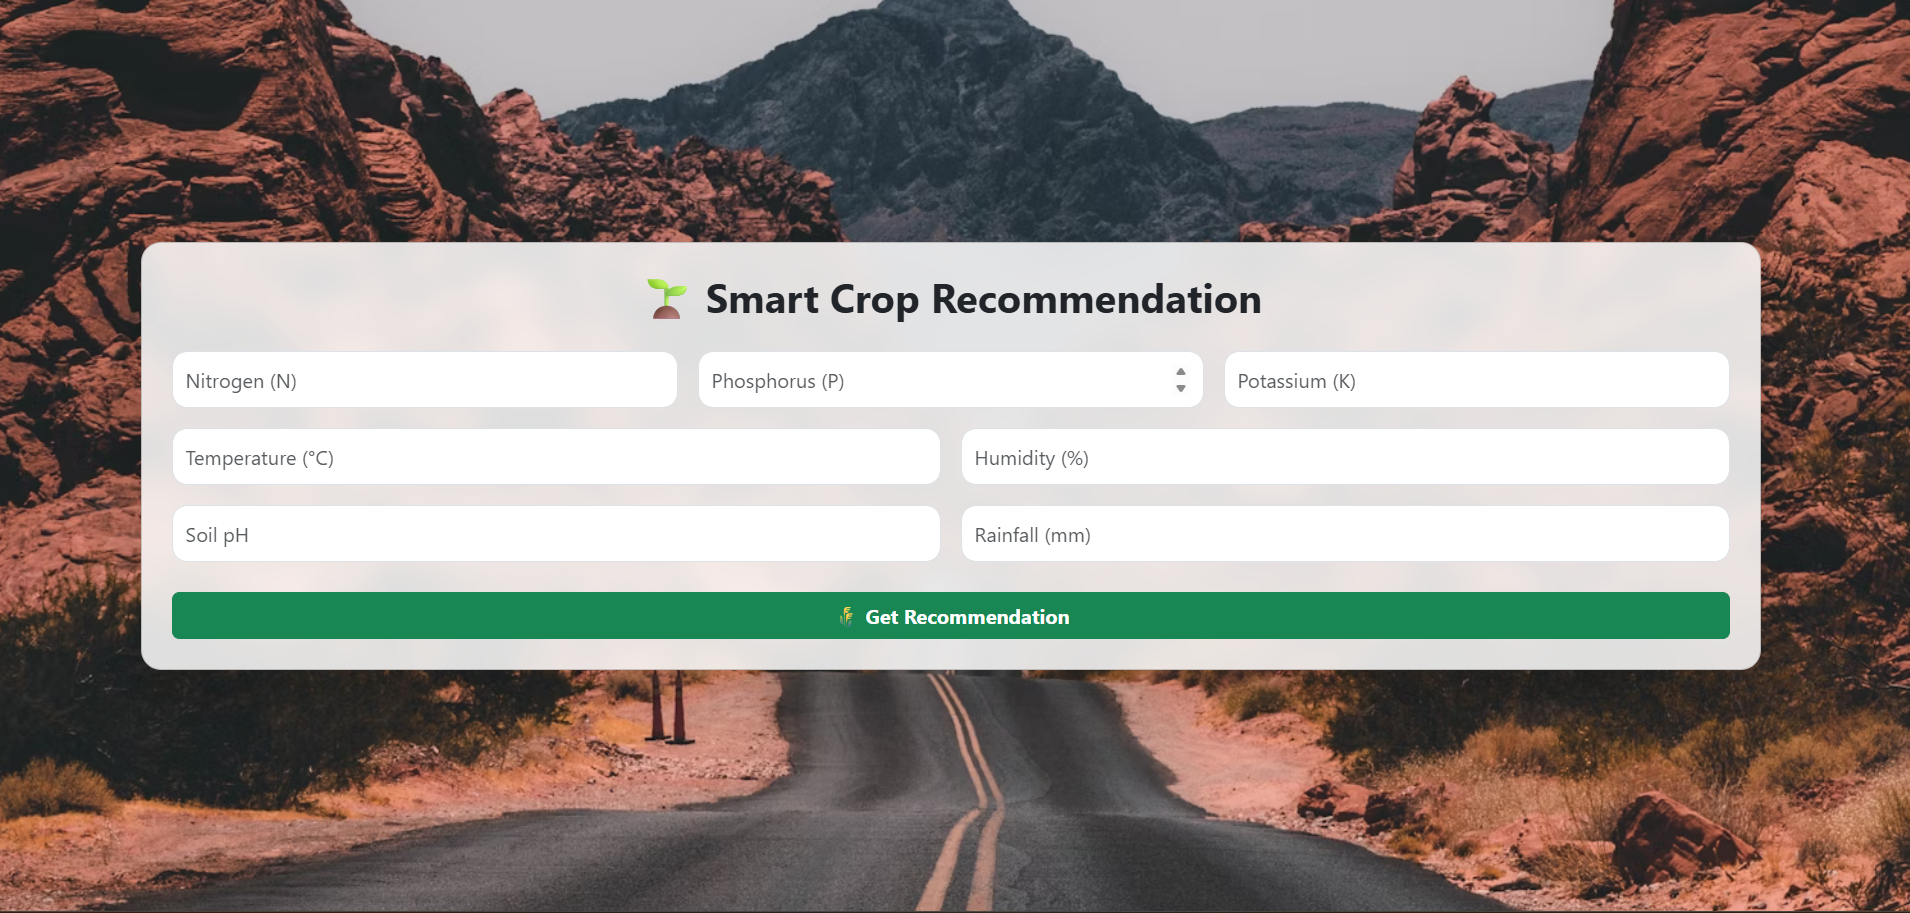 Smart Crop Recommendation
Nitrogen (N)
Phosphorus (P)
Potassium (K)
Temperature (°C)
Humidity (%)
Soil pH
Rainfall (mm)
Get Recommendation